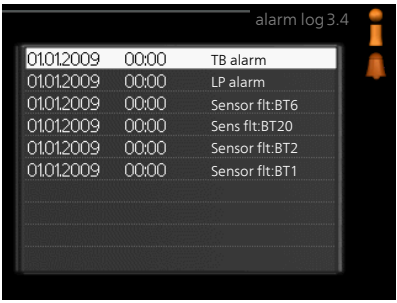 alarm log 3.4
01.01.2009 00:00 TB alarm
01.01.2009 00:00 LP alarm
01.01.2009 00:00 Sensor flt:BT6
01.01.2009 00:00 Sens flt:BT20
01.01.2009 00:00 Sensor flt:BT2
01.01.2009 00:00 Sensor flt:BT1